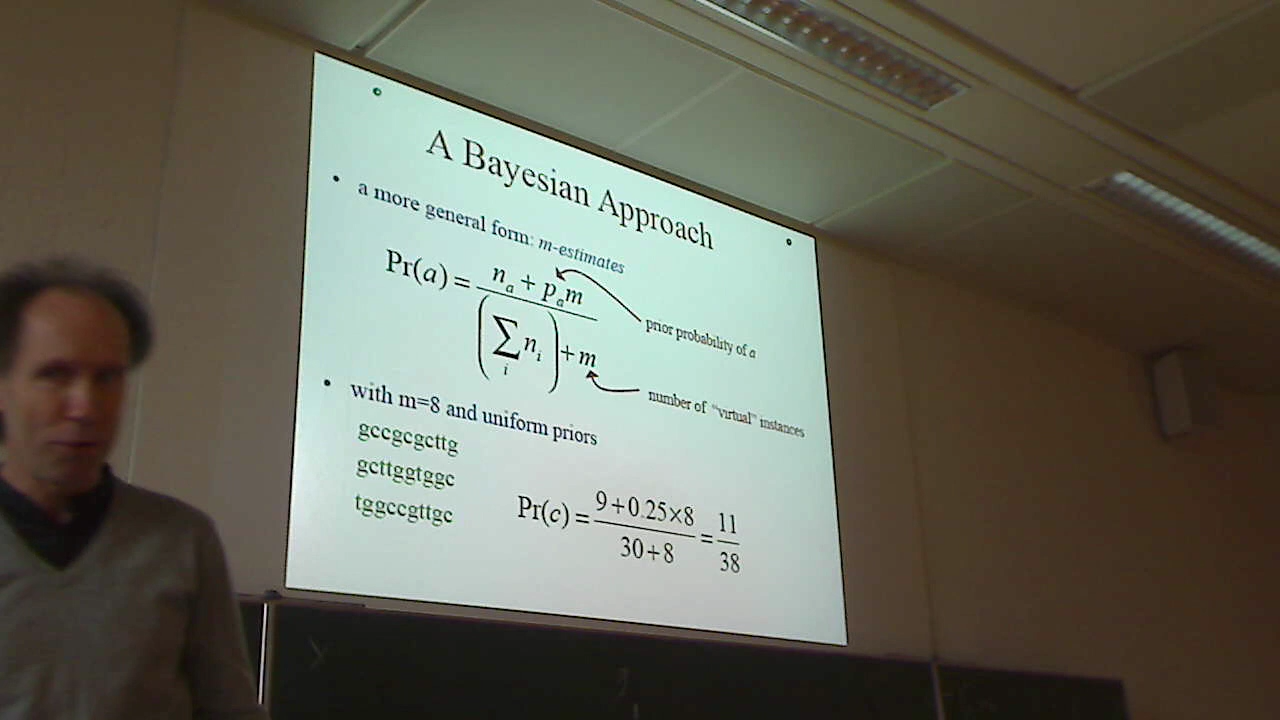 A Bayesian Approach
• a more general form: m-estimates
Pr(a) = (n_a + p_a m) / ((∑_i n_i) + m)
prior probability of a
number of "virtual" instances
• with m=8 and uniform priors
gccgcgcttg
gcttggtggc
tggccgttgc
Pr(c) = (9+0.25×8) / (30+8) = 11/38